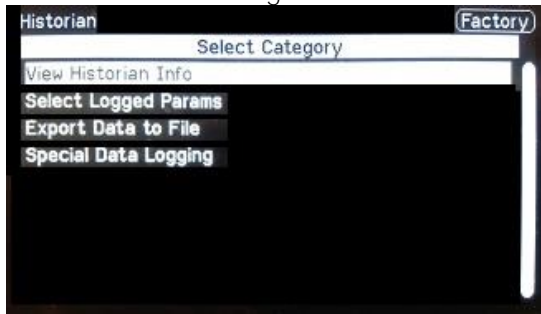 Historian
Factory
Select Category
View Historian Info
Select Logged Params
Export Data to File
Special Data Logging